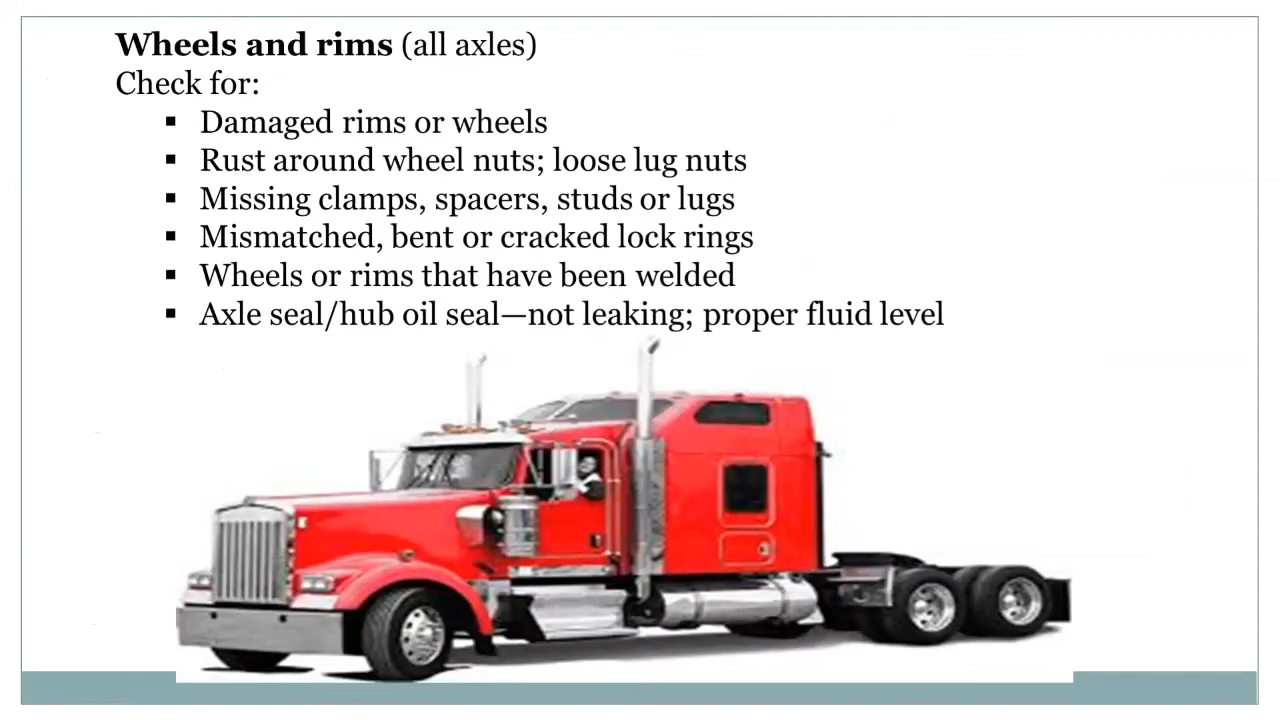 Wheels and rims (all axles)
Check for:
▪ Damaged rims or wheels
▪ Rust around wheel nuts; loose lug nuts
▪ Missing clamps, spacers, studs or lugs
▪ Mismatched, bent or cracked lock rings
▪ Wheels or rims that have been welded
▪ Axle seal/hub oil seal—not leaking; proper fluid level